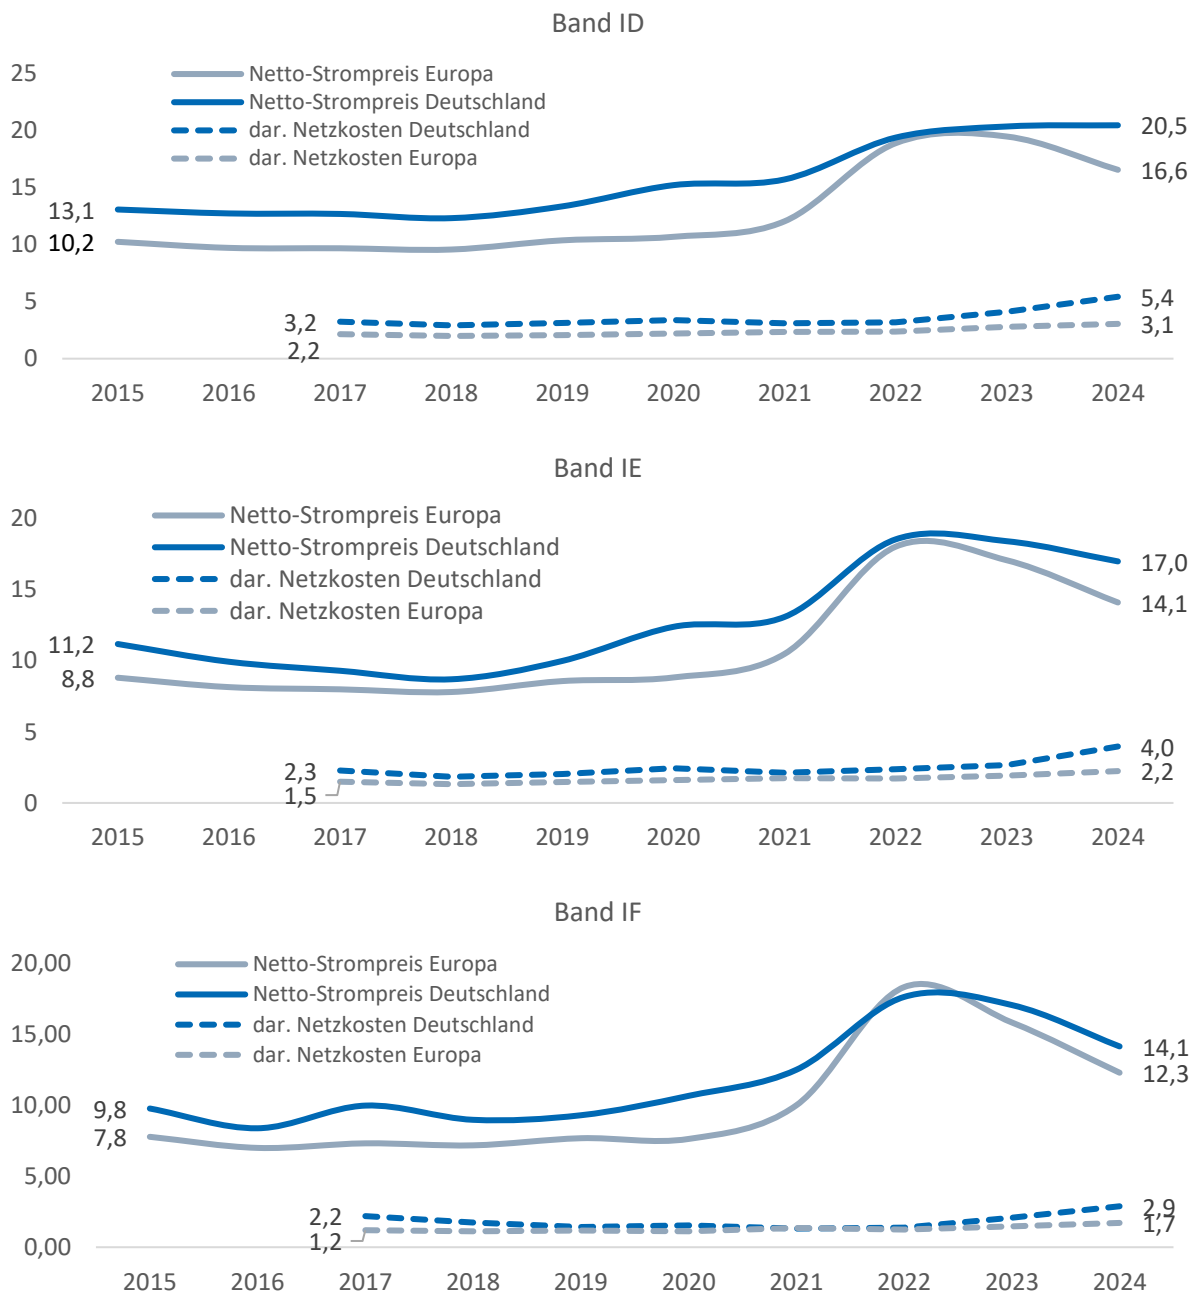 Band ID
25
20
15
10
5
0
Netto-Strompreis Europa
Netto-Strompreis Deutschland
dar. Netzkosten Deutschland
dar. Netzkosten Europa
13,1
10,2
3,2
2,2
20,5
16,6
5,4
3,1
2015 2016 2017 2018 2019 2020 2021 2022 2023 2024
Band IE
20
15
10
5
0
Netto-Strompreis Europa
Netto-Strompreis Deutschland
dar. Netzkosten Deutschland
dar. Netzkosten Europa
11,2
8,8
2,3
1,5
17,0
14,1
4,0
2,2
2015 2016 2017 2018 2019 2020 2021 2022 2023 2024
Band IF
20,00
15,00
10,00
5,00
0,00
Netto-Strompreis Europa
Netto-Strompreis Deutschland
dar. Netzkosten Deutschland
dar. Netzkosten Europa
9,8
7,8
2,2
1,2
14,1
12,3
2,9
1,7
2015 2016 2017 2018 2019 2020 2021 2022 2023 2024